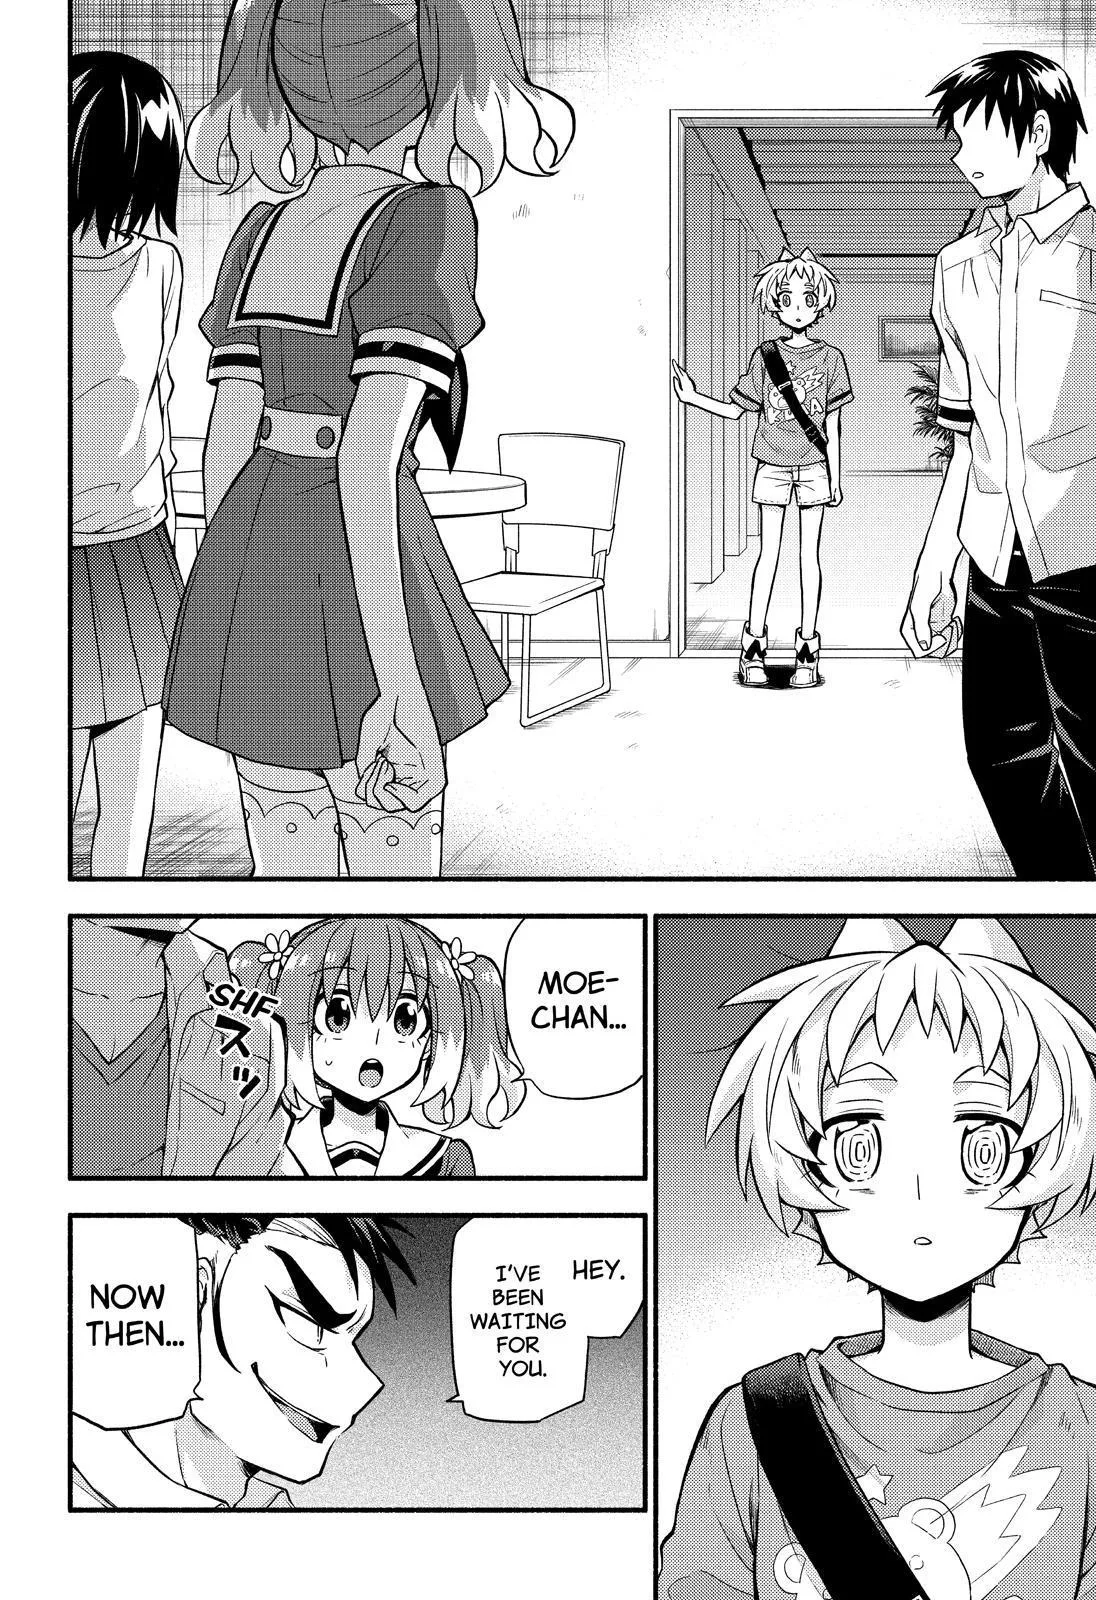 MOE-
CHAN...
SHF
スッ
HEY.
I'VE
BEEN
WAITING
FOR
YOU.
NOW
THEN...